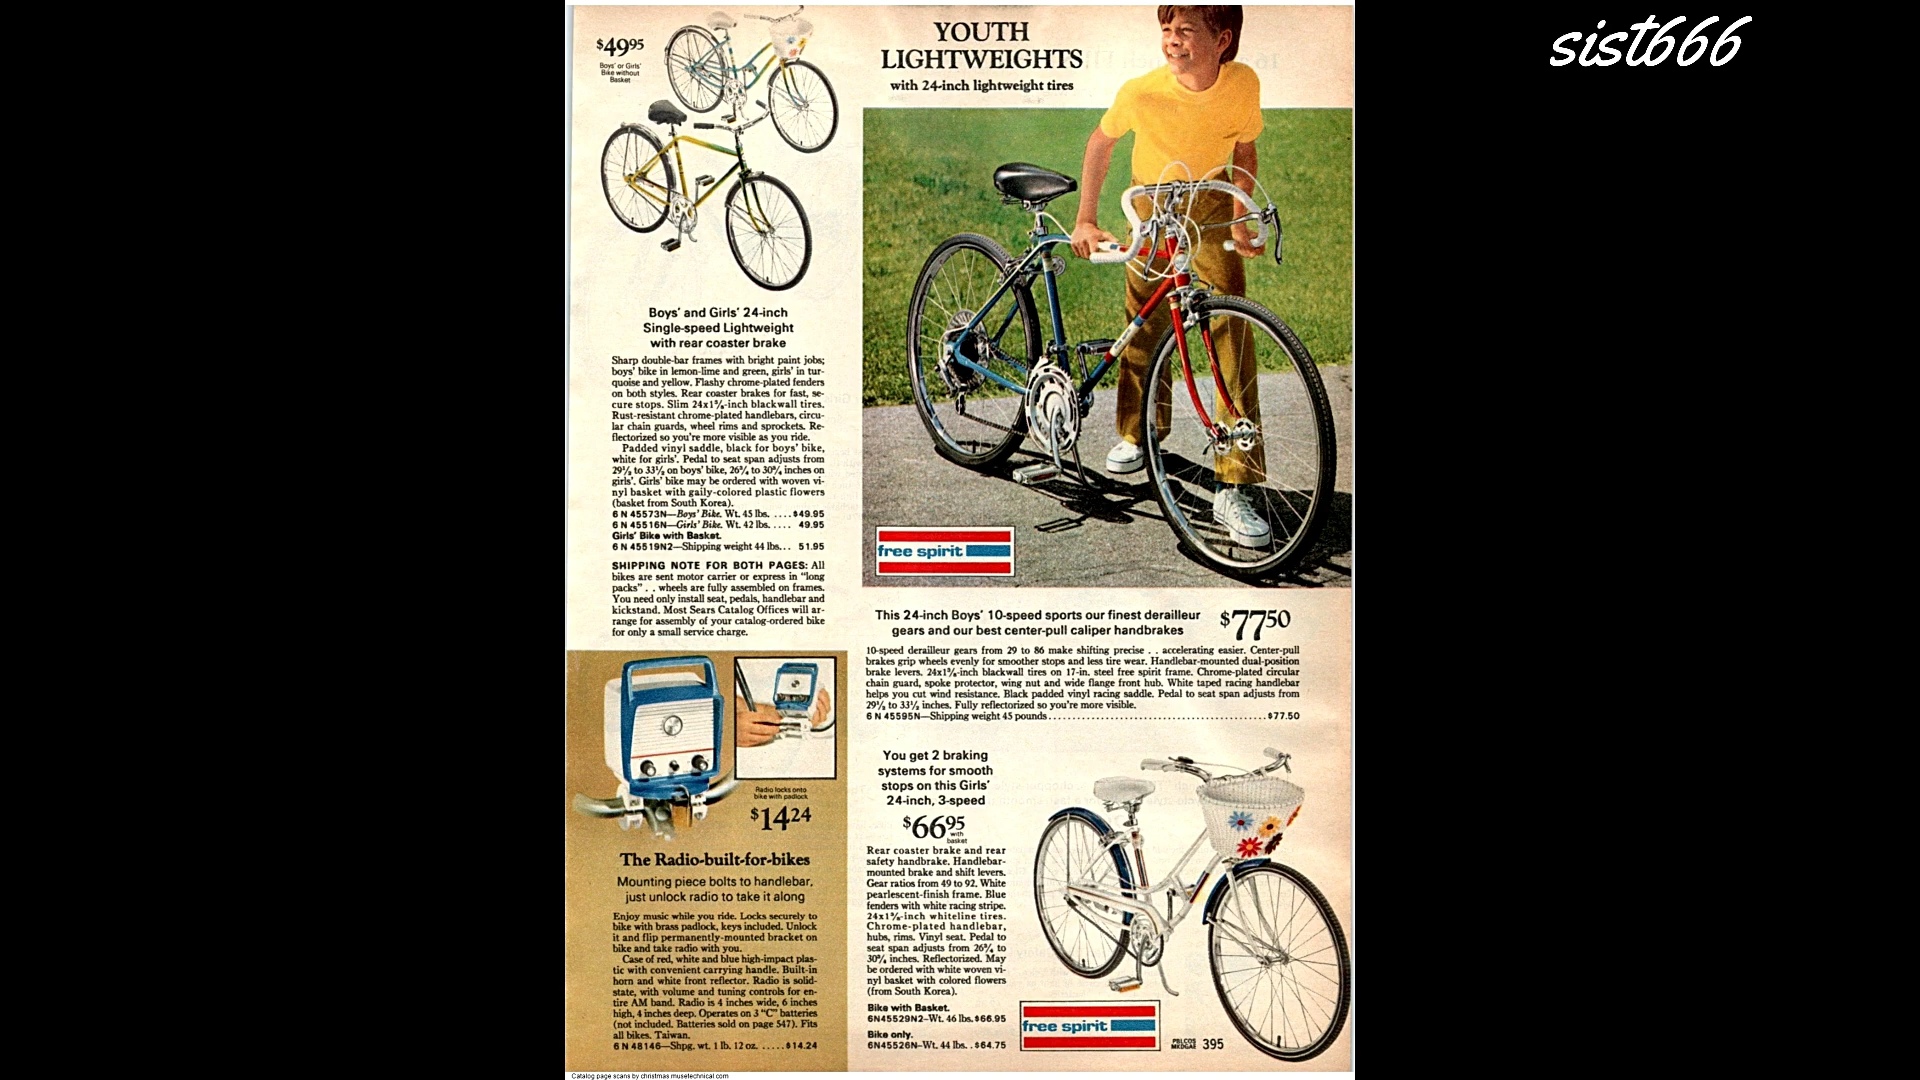 sist666
$49.95
Boys' or Girls'
Bike without
Basket
YOUTH
LIGHTWEIGHTS
with 24-inch lightweight tires
Boys' and Girls' 24-inch
Single-speed Lightweight
with rear coaster brake
Sharp double-bar frames with bright paint jobs;
boys' bike in lemon-lime and green, girls' in tur-
quoise and yellow. Flashy chrome-plated fenders
on both styles. Rear coaster brakes for fast, se-
cure stops. Slim 24x1⅜-inch blackwall tires.
Rust-resistant chrome-plated handlebars, circu-
lar chain guards, wheel rims and sprockets. Re-
flectorized so you're more visible as you ride.
Padded vinyl saddle, black for boys' bike,
white for girls'. Pedal to seat span adjusts from
29½ to 33½ on boys' bike, 26¾ to 30¾ inches on
girls'. Girls' bike may be ordered with woven vi-
nyl basket with gaily-colored plastic flowers
(basket from South Korea).
6 N 45573N—Boys' Bike. Wt. 45 lbs. ....$49.95
6 N 45516N—Girls' Bike. Wt. 42 lbs. .... 49.95
Girls' Bike with Basket.
6 N 45519N2—Shipping weight 44 lbs... 51.95
SHIPPING NOTE FOR BOTH PAGES: All
bikes are sent motor carrier or express in "long
packs" . . wheels are fully assembled on frames.
You need only install seat, pedals, handlebar and
kickstand. Most Sears Catalog Offices will ar-
range for assembly of your catalog-ordered bike
for only a small service charge.
Radio locks onto
bike with padlock
$14.24
The Radio-built-for-bikes
Mounting piece bolts to handlebar,
just unlock radio to take it along
Enjoy music while you ride. Locks securely to
bike with brass padlock, keys included. Unlock
it and flip permanently-mounted bracket on
bike and take radio with you.
Case of red, white and blue high-impact plas-
tic with convenient carrying handle. Built-in
horn and white front reflector. Radio is solid-
state, with volume and tuning controls for en-
tire AM band. Radio is 4 inches wide, 6 inches
high, 4 inches deep. Operates on 3 "C" batteries
(not included. Batteries sold on page 547). Fits
all bikes. Taiwan.
6 N 48146—Shpg. wt. 1 lb. 12 oz. .....$14.24
free spirit
This 24-inch Boys' 10-speed sports our finest derailleur
gears and our best center-pull caliper handbrakes
$77.50
10-speed derailleur gears from 29 to 86 make shifting precise . . accelerating easier. Center-pull
brakes grip wheels evenly for smoother stops and less tire wear. Handlebar-mounted dual-position
brake levers. 24x1⅜-inch blackwall tires on 17-in. steel free spirit frame. Chrome-plated circular
chain guard, spoke protector, wing nut and wide flange front hub. White taped racing handlebar
helps you cut wind resistance. Black padded vinyl racing saddle. Pedal to seat span adjusts from
29½ to 33½ inches. Fully reflectorized so you're more visible.
6 N 45595N—Shipping weight 45 pounds..........................................$77.50
You get 2 braking
systems for smooth
stops on this Girls'
24-inch, 3-speed
$66.95
with
basket
Rear coaster brake and rear
safety handbrake. Handlebar-
mounted brake and shift levers.
Gear ratios from 49 to 92. White
pearlescent-finish frame. Blue
fenders with white racing stripe.
24x1⅜-inch whiteline tires.
Chrome-plated handlebar,
hubs, rims. Vinyl seat. Pedal to
seat span adjusts from 26¾ to
30¾ inches. Reflectorized. May
be ordered with white woven vi-
nyl basket with colored flowers
(from South Korea).
Bike with Basket.
6N45529N2–Wt. 46 lbs.$66.95
Bike only.
6N45526N–Wt. 44 lbs. . $64.75
free spirit
PBLCOS
MKDGAE 395
Catalog page scans by christmas.musetechnical.com